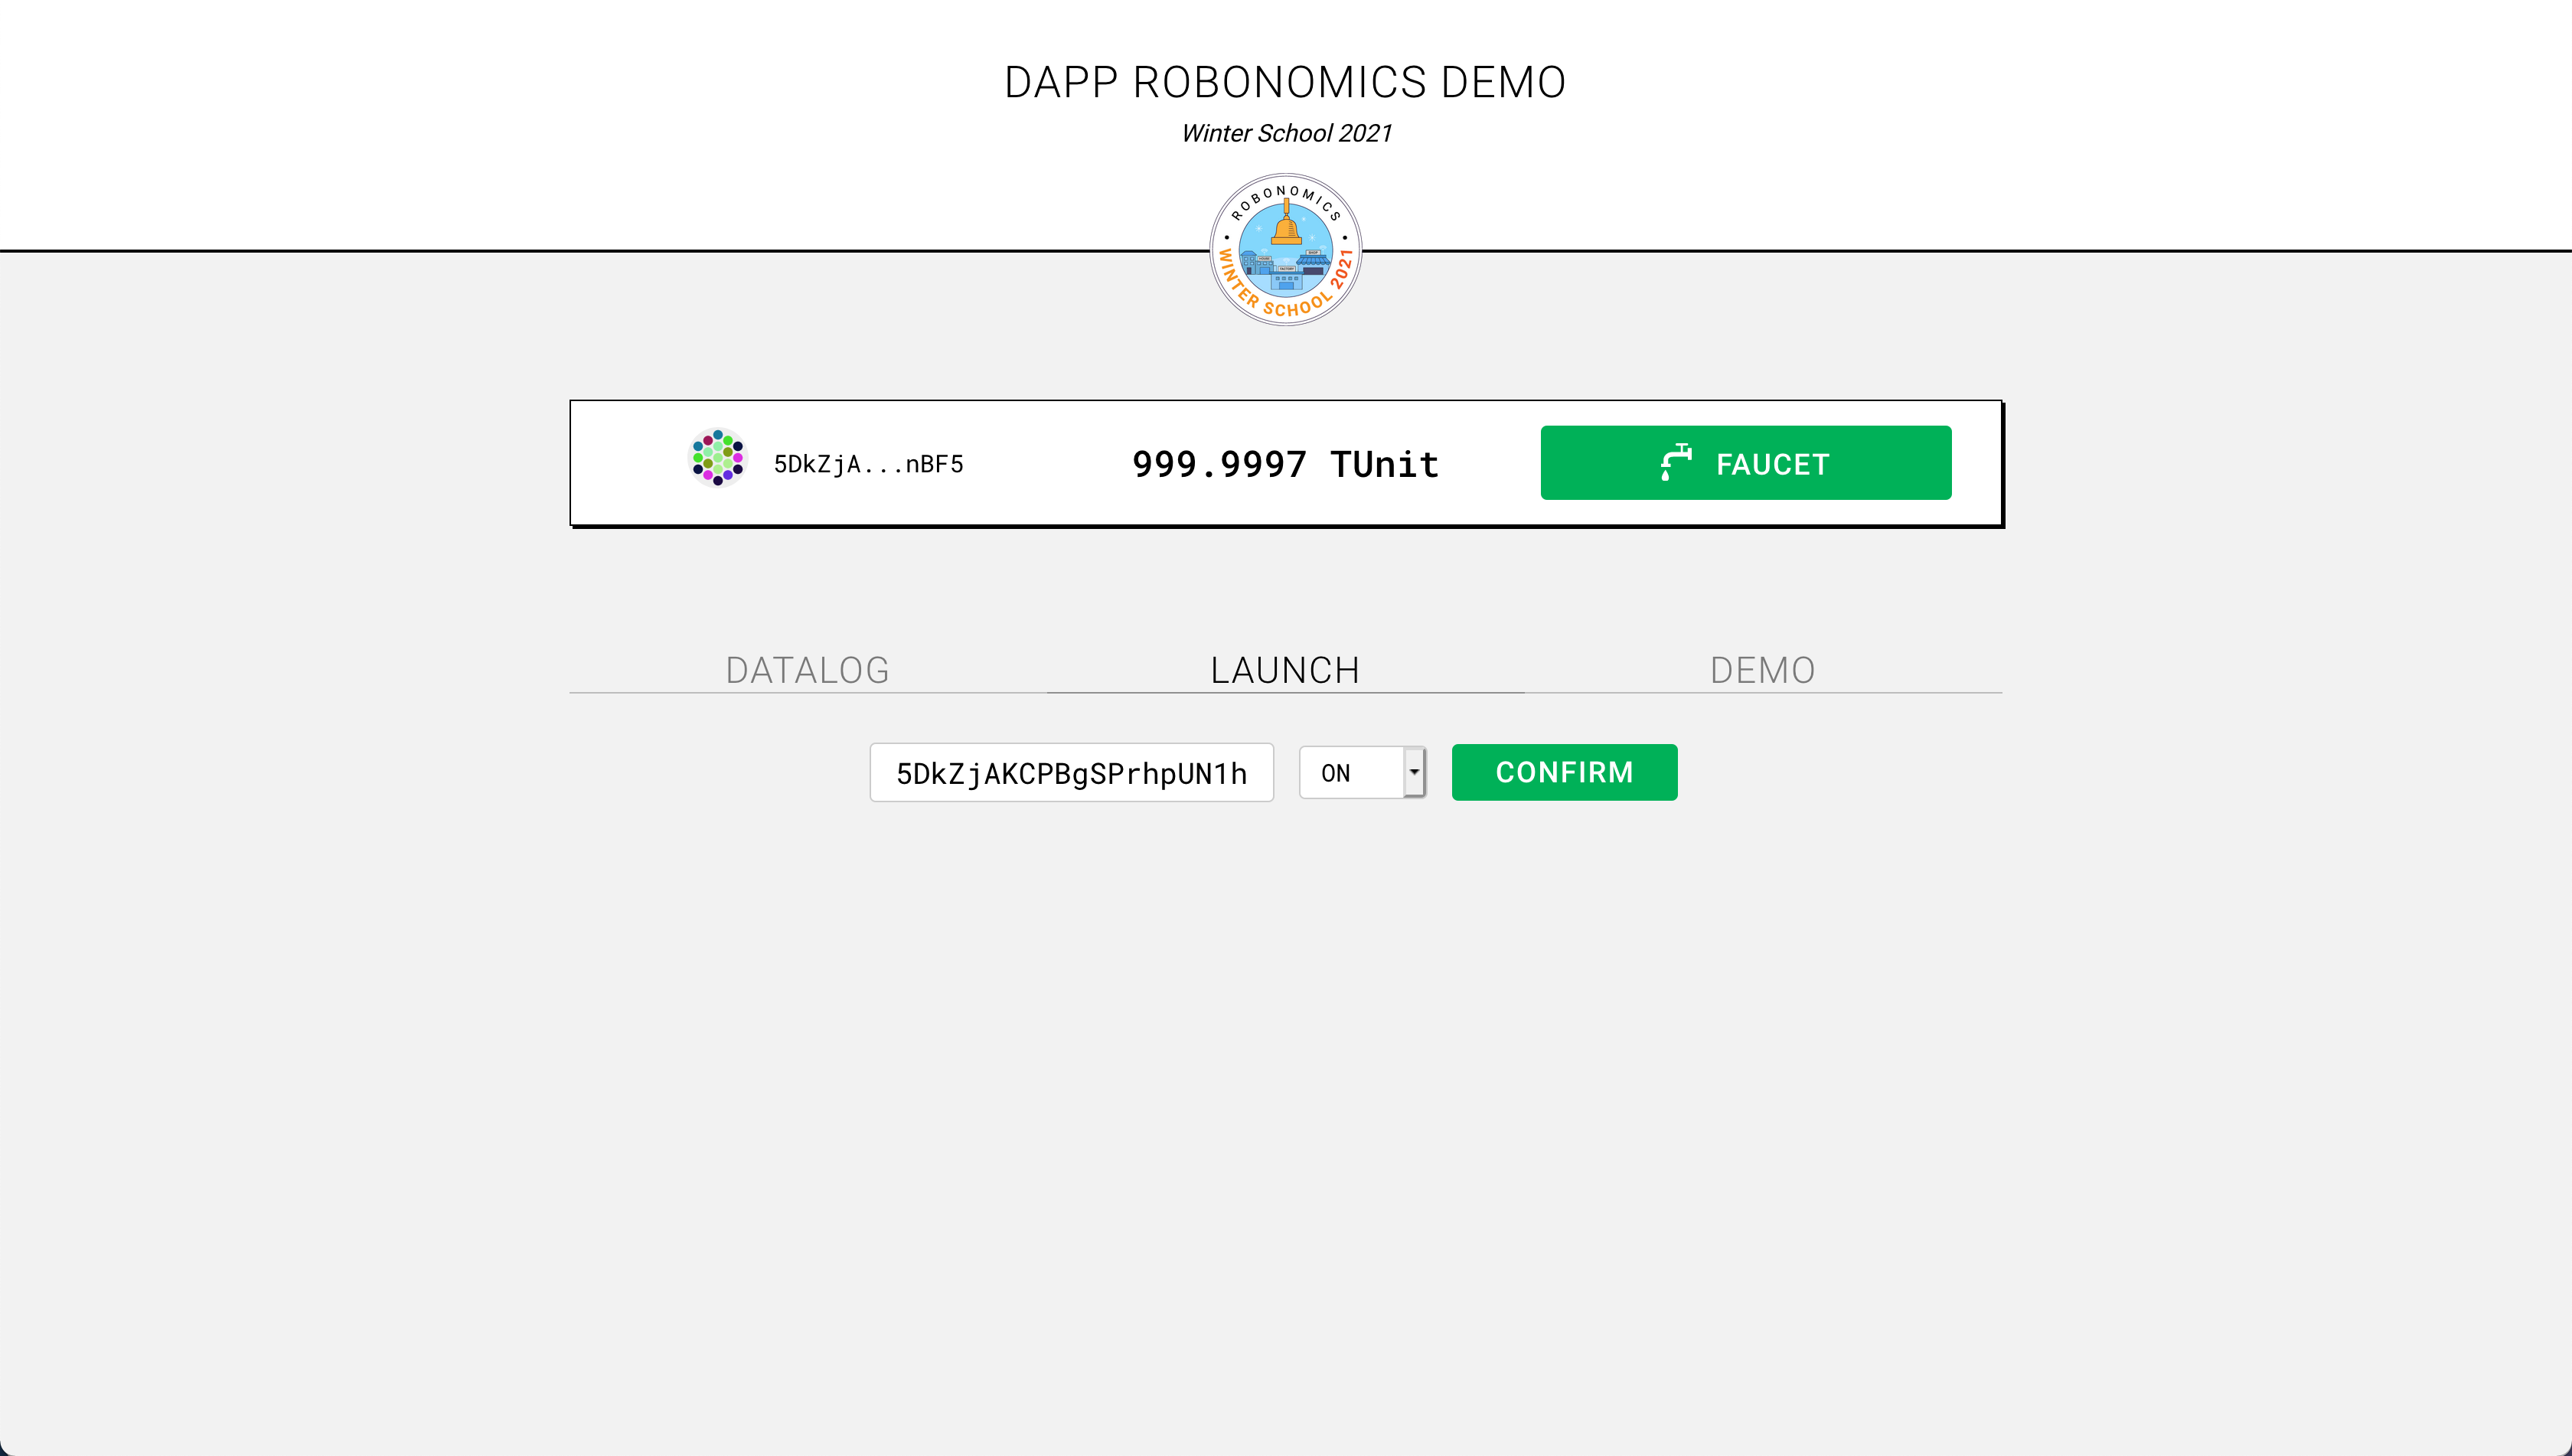 DAPP ROBONOMICS DEMO
Winter School 2021
ROBONOMICS
WINTER SCHOOL 2021
5DkZjA...nBF5
999.9997 TUnit
FAUCET
DATALOG
LAUNCH
DEMO
5DkZjAKCPBgSPrhpUN1h
ON
CONFIRM